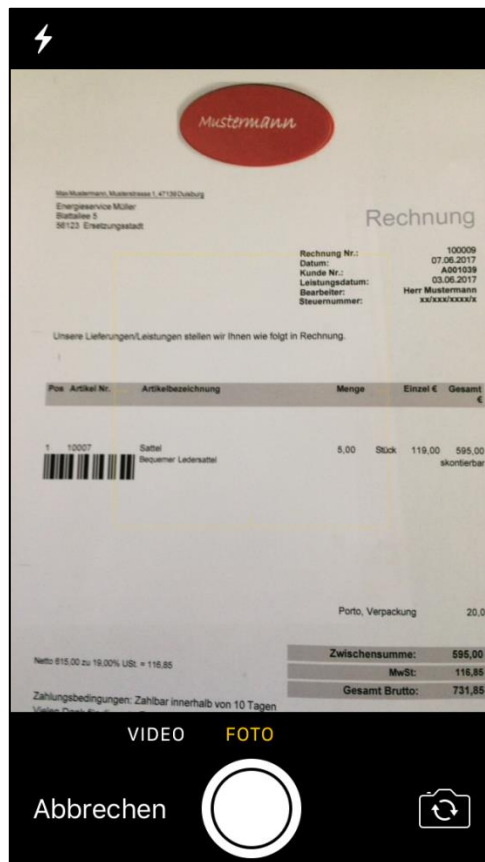 Mustermann
Max Mustermann, Musterstrasse 1, 47139 Duisburg
Energieservice Müller
Blattallee 5
56123 Ersetzungsstadt
Rechnung
Rechnung Nr.: 100009
Datum: 07.06.2017
Kunde Nr.: A001039
Leistungsdatum: 03.06.2017
Bearbeiter: Herr Mustermann
Steuernummer: xx/xxx/xxxx/x
Unsere Lieferungen/Leistungen stellen wir Ihnen wie folgt in Rechnung.
Pos Artikel Nr. Artikelbezeichnung Menge Einzel € Gesamt €
1 10007 Sattel 5,00 Stück 119,00 595,00
Bequemer Ledersattel skontierbar
Porto, Verpackung 20,0
Zwischensumme: 595,00
Netto 615,00 zu 19,00% USt. = 116,85
MwSt: 116,85
Gesamt Brutto: 731,85
Zahlungsbedingungen: Zahlbar innerhalb von 10 Tagen
VIDEO FOTO
Abbrechen